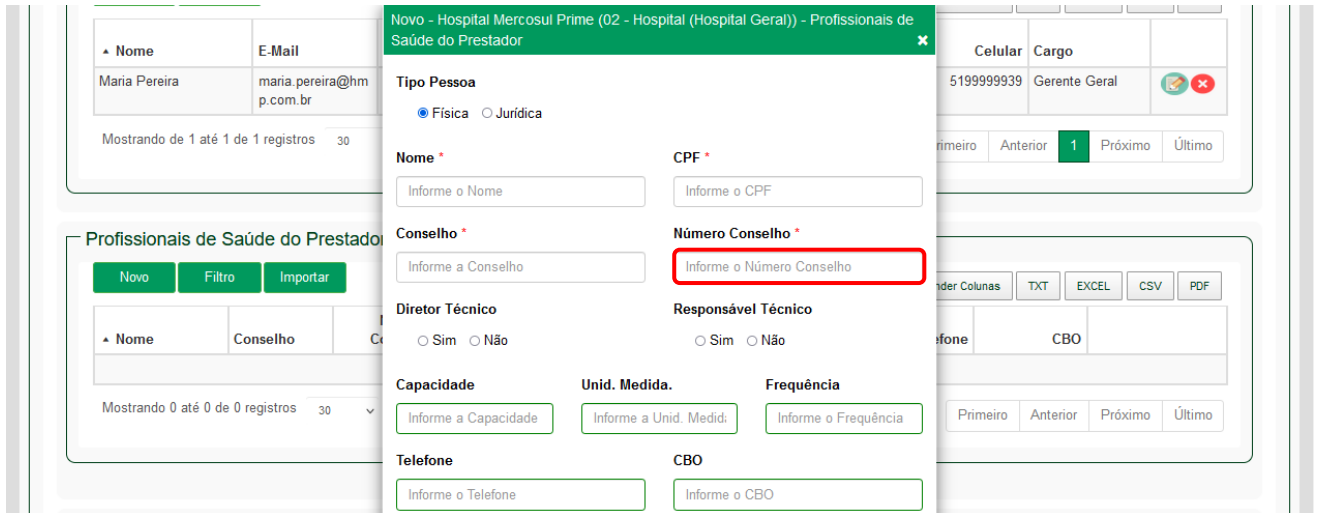 Novo - Hospital Mercosul Prime (02 - Hospital (Hospital Geral)) - Profissionais de
Saúde do Prestador
Nome E-Mail Celular Cargo
Maria Pereira maria.pereira@hm
p.com.br 5199999939 Gerente Geral
Mostrando de 1 até 1 de 1 registros 30
Anterior 1 Próximo Último
Tipo Pessoa
Física Jurídica
Nome * CPF *
Informe o Nome Informe o CPF
Conselho * Número Conselho *
Informe a Conselho Informe o Número Conselho
Diretor Técnico Responsável Técnico
Sim Não Sim Não
Capacidade Unid. Medida. Frequência
Informe a Capacidade Informe a Unid. Medid Informe o Frequência
Telefone CBO
Informe o Telefone Informe o CBO
Profissionais de Saúde do Prestador
Novo Filtro Importar
Colunas TXT EXCEL CSV PDF
Nome Conselho CBO
Mostrando 0 até 0 de 0 registros 30
Primeiro Anterior Próximo Último